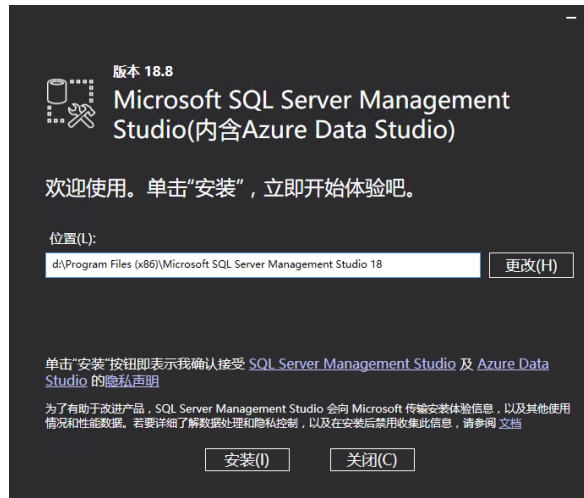 版本 18.8
Microsoft SQL Server Management
Studio(内含Azure Data Studio)
欢迎使用。单击“安装”，立即开始体验吧。
位置(L):
d:\Program Files (x86)\Microsoft SQL Server Management Studio 18
更改(H)
单击“安装”按钮即表示我确认接受 SQL Server Management Studio 及 Azure Data
Studio 的隐私声明
为了有助于改进产品，SQL Server Management Studio 会向 Microsoft 传输安装体验信息，以及其他使用
情况和性能数据。若要详细了解数据处理和隐私控制，以及在安装后禁用收集此信息，请参阅 文档
安装(I)
关闭(C)